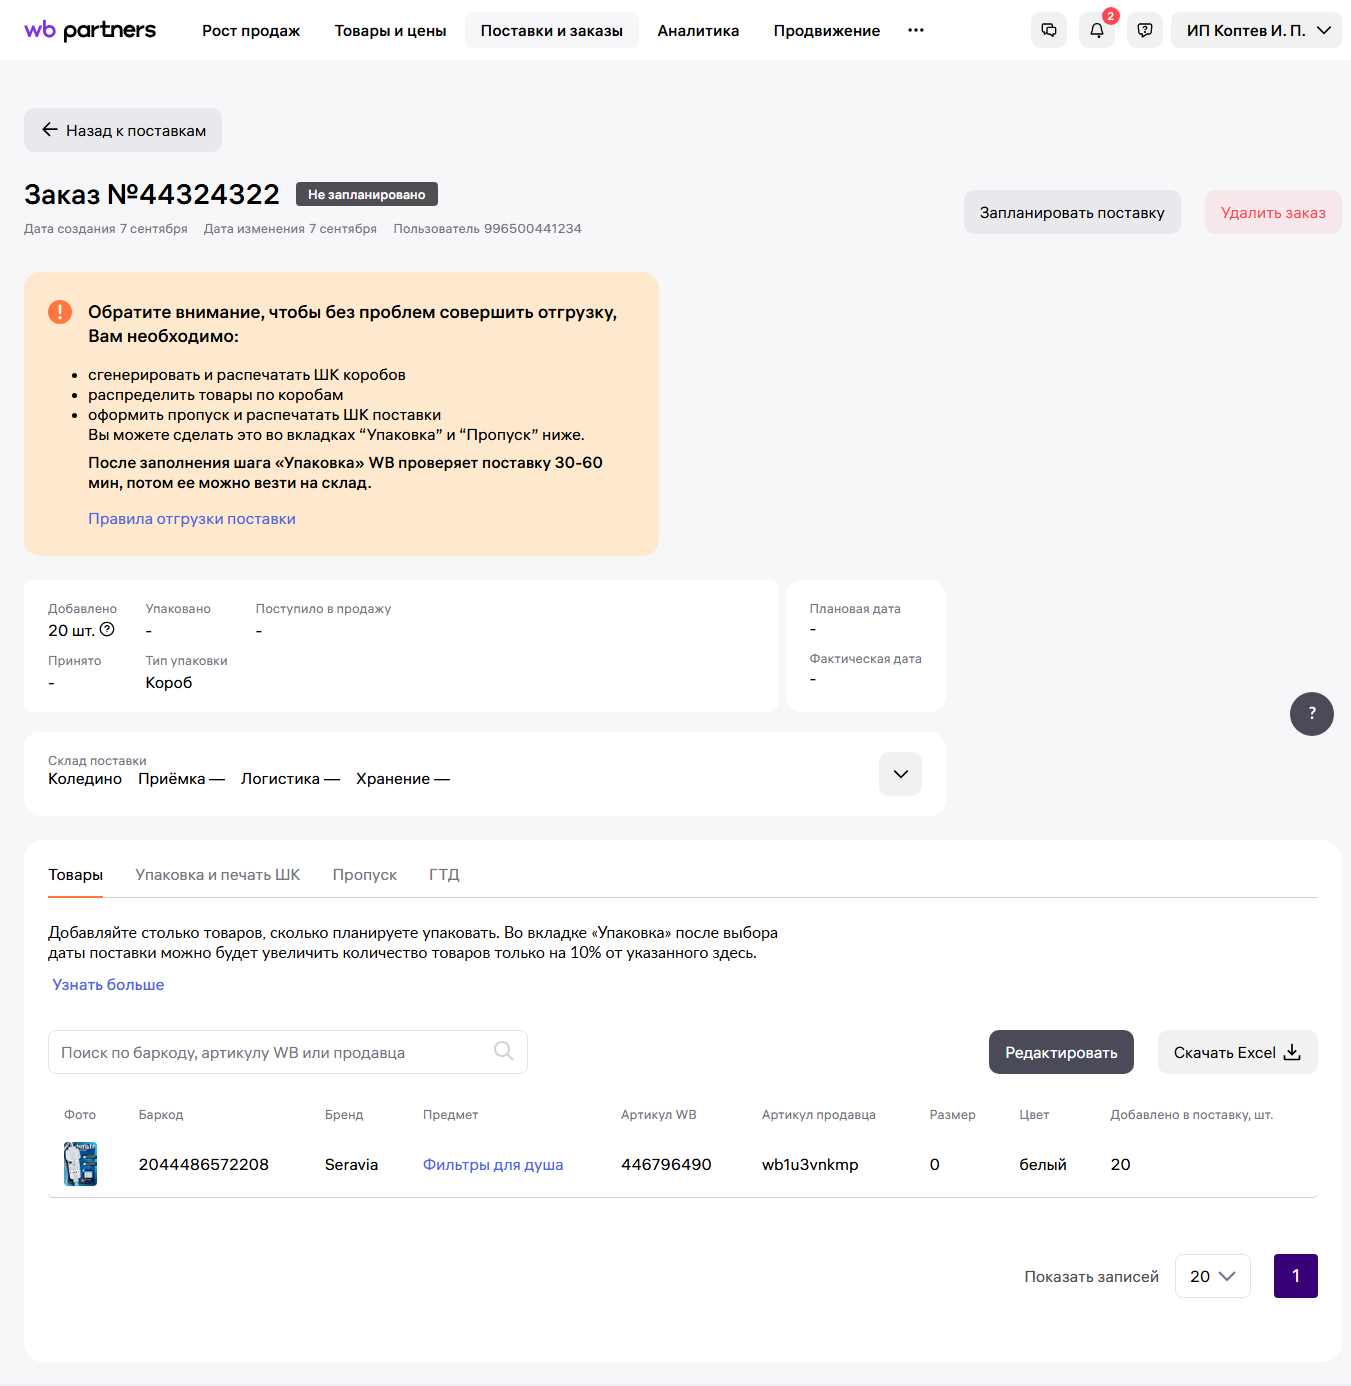 wb partners
Рост продаж
Товары и цены
Поставки и заказы
Аналитика
Продвижение
2
ИП Коптев И. П.
Назад к поставкам
Заказ №44324322
Не запланировано
Дата создания 7 сентября
Дата изменения 7 сентября
Пользователь 996500441234
Запланировать поставку
Удалить заказ
Обратите внимание, чтобы без проблем совершить отгрузку,
Вам необходимо:
сгенерировать и распечатать ШК коробов
распределить товары по коробам
оформить пропуск и распечатать ШК поставки
Вы можете сделать это во вкладках “Упаковка” и “Пропуск” ниже.
После заполнения шага «Упаковка» WB проверяет поставку 30-60
мин, потом ее можно везти на склад.
Правила отгрузки поставки
Добавлено
20 шт.
Упаковано
-
Поступило в продажу
-
Принято
-
Тип упаковки
Короб
Плановая дата
-
Фактическая дата
-
?
Склад поставки
Коледино
Приёмка —
Логистика —
Хранение —
Товары
Упаковка и печать ШК
Пропуск
ГТД
Добавляйте столько товаров, сколько планируете упаковать. Во вкладке «Упаковка» после выбора
даты поставки можно будет увеличить количество товаров только на 10% от указанного здесь.
Узнать больше
Поиск по баркоду, артикулу WB или продавца
Редактировать
Скачать Excel
Фото
Баркод
Бренд
Предмет
Артикул WB
Артикул продавца
Размер
Цвет
Добавлено в поставку, шт.
2044486572208
Seravia
Фильтры для душа
446796490
wb1u3vnkmp
0
белый
20
Показать записей
20
1